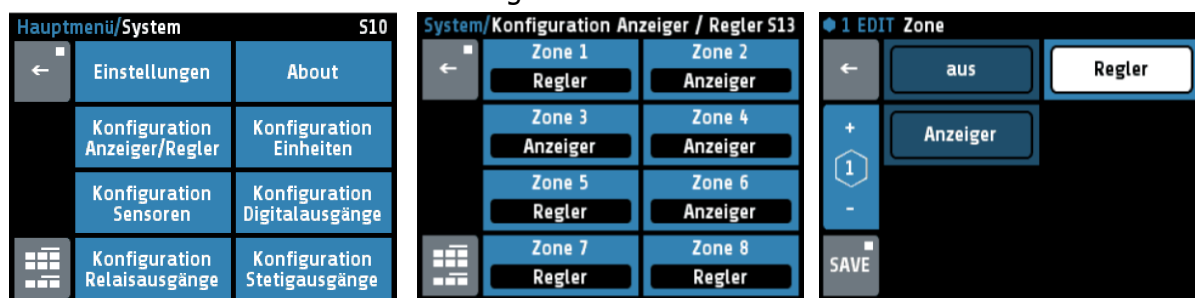 Hauptmenü/System S10
← Einstellungen About
Konfiguration Anzeiger/Regler
Konfiguration Einheiten
Konfiguration Sensoren
Konfiguration Digitalausgänge
Konfiguration Relaisausgänge
Konfiguration Stetigausgänge
System/Konfiguration Anzeiger / Regler S13
←
Zone 1 Zone 2
Regler Anzeiger
Zone 3 Zone 4
Anzeiger Anzeiger
Zone 5 Zone 6
Regler Anzeiger
Zone 7 Zone 8
Regler Regler
1 EDIT Zone
← aus Regler
+ Anzeiger
1
-
SAVE